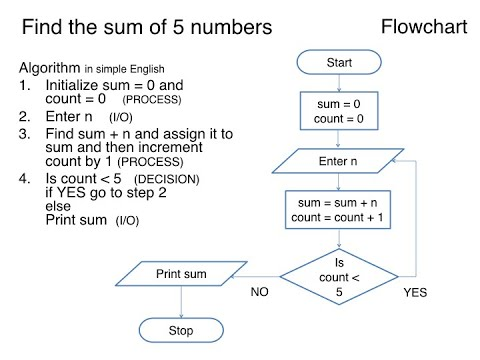 Find the sum of 5 numbers
Flowchart
Algorithm in simple English
1. Initialize sum = 0 and
count = 0 (PROCESS)
2. Enter n (I/O)
3. Find sum + n and assign it to
sum and then increment
count by 1 (PROCESS)
4. Is count < 5 (DECISION)
if YES go to step 2
else
Print sum (I/O)
Start
sum = 0
count = 0
Enter n
sum = sum + n
count = count + 1
Is
count <
5
NO
YES
Print sum
Stop